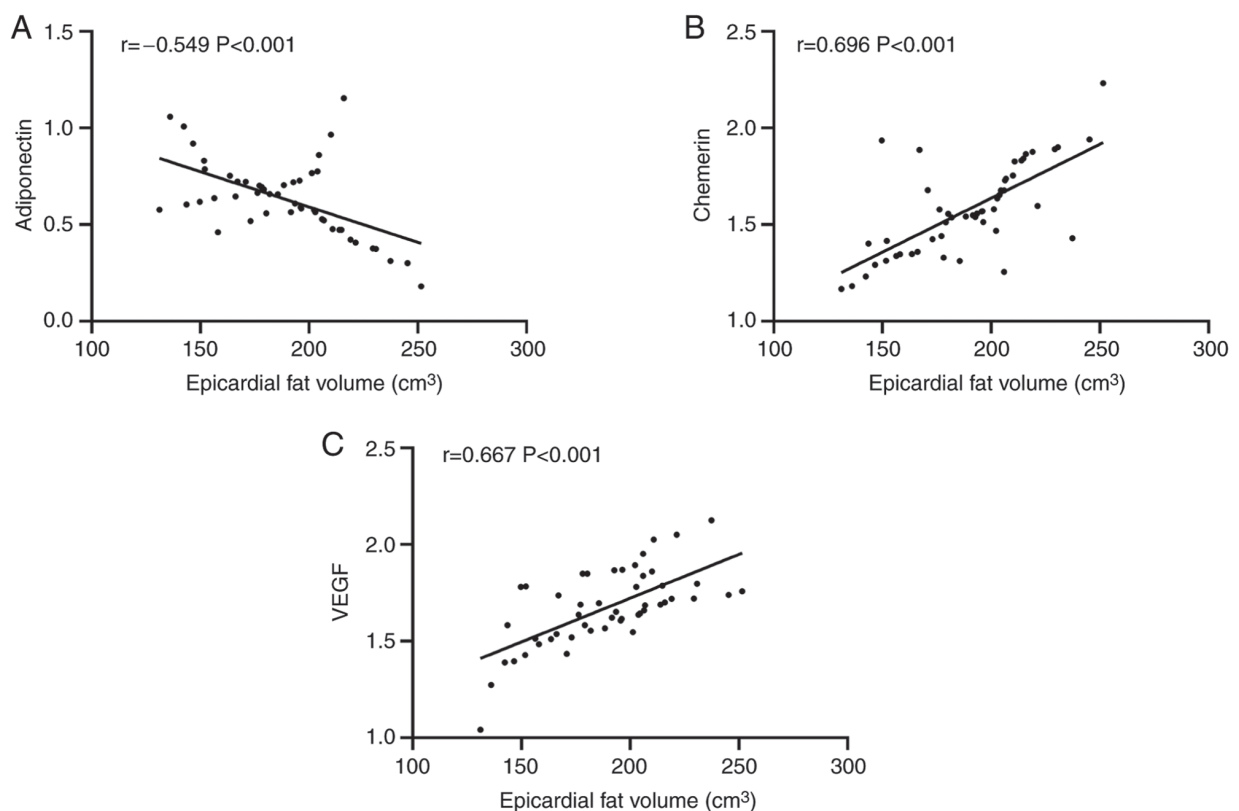 A
r=−0.549 P<0.001
Adiponectin
1.5
1.0
0.5
0.0
100 150 200 250 300
Epicardial fat volume (cm³)
B
r=0.696 P<0.001
Chemerin
2.5
2.0
1.5
1.0
100 150 200 250 300
Epicardial fat volume (cm³)
C
r=0.667 P<0.001
VEGF
2.5
2.0
1.5
1.0
100 150 200 250 300
Epicardial fat volume (cm³)